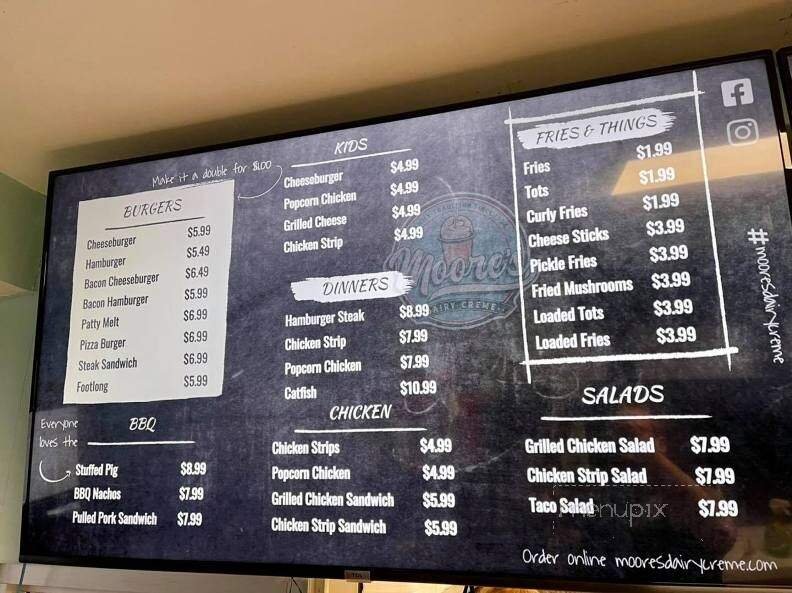 Make it a double for $1.00
BURGERS
Cheeseburger $5.99
Hamburger $5.49
Bacon Cheeseburger $6.49
Bacon Hamburger $5.99
Patty Melt $6.99
Pizza Burger $6.99
Steak Sandwich $6.99
Footlong $5.99
Everyone
loves the
BBQ
Stuffed Pig $8.99
BBQ Nachos $7.99
Pulled Pork Sandwich $7.99
KIDS
Cheeseburger $4.99
Popcorn Chicken $4.99
Grilled Cheese $4.99
Chicken Strip $4.99
Moore's
DAIRY CREME
DINNERS
Hamburger Steak $8.99
Chicken Strip $7.99
Popcorn Chicken $7.99
Catfish $10.99
CHICKEN
Chicken Strips $4.99
Popcorn Chicken $4.99
Grilled Chicken Sandwich $5.99
Chicken Strip Sandwich $5.99
FRIES & THINGS
Fries $1.99
Tots $1.99
Curly Fries $1.99
Cheese Sticks $3.99
Pickle Fries $3.99
Fried Mushrooms $3.99
Loaded Tots $3.99
Loaded Fries $3.99
SALADS
Grilled Chicken Salad $7.99
Chicken Strip Salad $7.99
Taco Salad $7.99
menupix
Order online mooresdairycreme.com
#mooresdairycreme